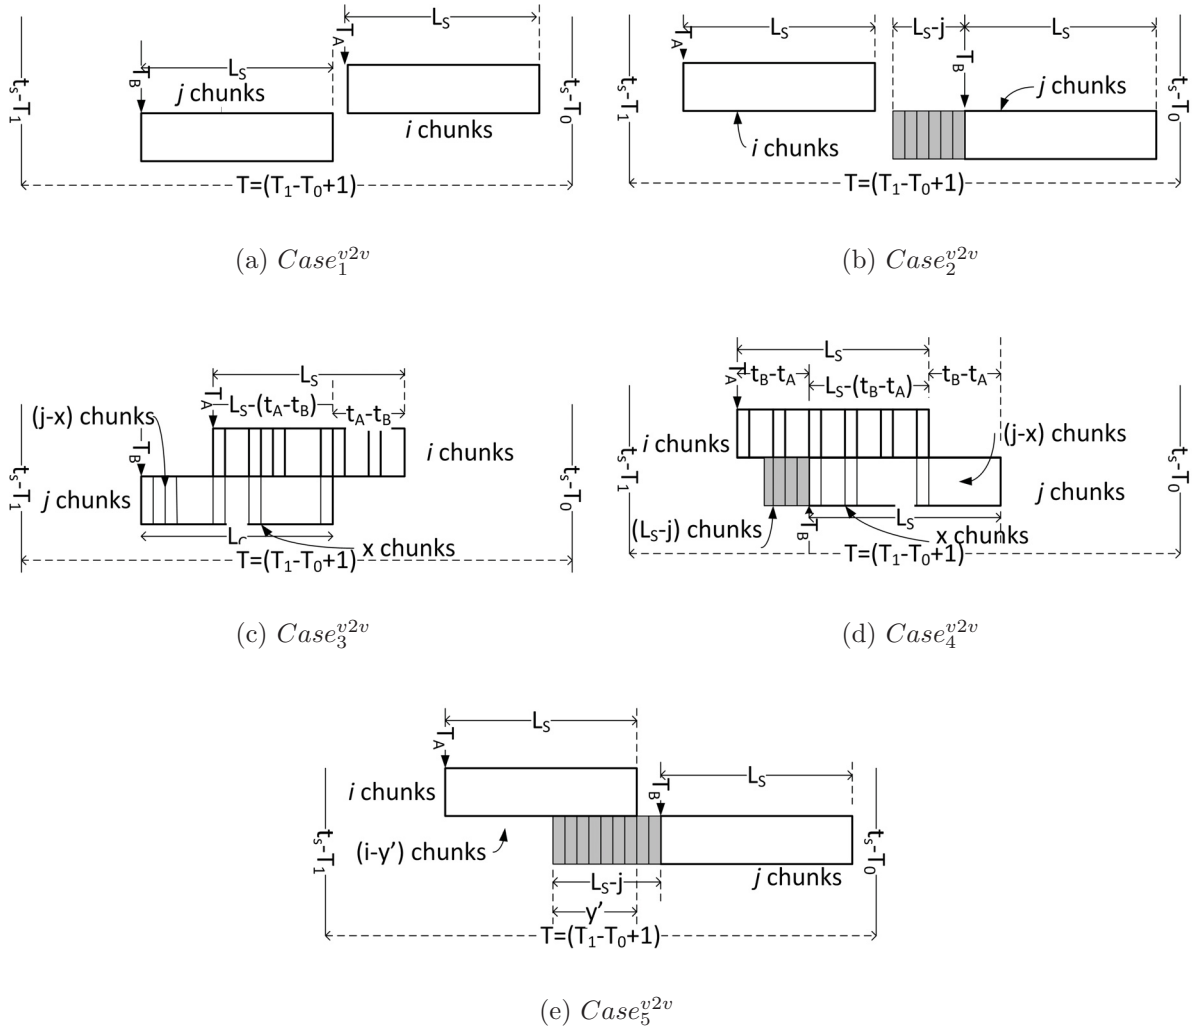 L_S
T_A
L_S
T_B
j chunks
i chunks
t_s-T_1
t_s-T_0
T=(T_1-T_0+1)
(a) Case_1^{v2v}
L_S
L_S-j
L_S
T_A
T_B
j chunks
i chunks
t_s-T_1
t_s-T_0
T=(T_1-T_0+1)
(b) Case_2^{v2v}
L_S
T_A
L_S-(t_A-t_B)
t_A-t_B
(j-x) chunks
T_B
i chunks
j chunks
t_s-T_1
t_s-T_0
x chunks
T=(T_1-T_0+1)
(c) Case_3^{v2v}
L_S
T_A
t_B-t_A
L_S-(t_B-t_A)
t_B-t_A
i chunks
(j-x) chunks
t_s-T_1
t_s-T_0
j chunks
(L_S-j) chunks
T_B
L_S
x chunks
T=(T_1-T_0+1)
(d) Case_4^{v2v}
L_S
T_A
L_S
T_B
i chunks
(i-y') chunks
t_s-T_1
t_s-T_0
L_S-j
j chunks
y'
T=(T_1-T_0+1)
(e) Case_5^{v2v}